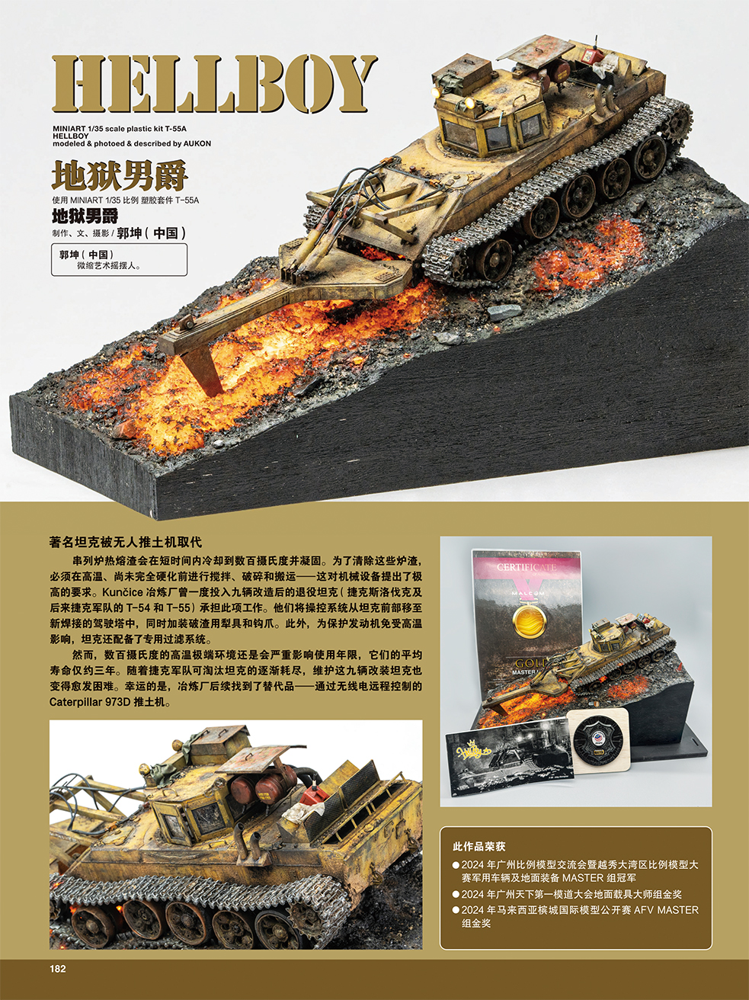 HELLBOY
MINIART 1/35 scale plastic kit T-55A
HELLBOY
modeled & photoed & described by AUKON
地狱男爵
使用 MINIART 1/35 比例 塑胶套件 T-55A
地狱男爵
制作、文、摄影 / 郭坤（中国）
郭坤（中国）
微缩艺术摇摆人。
著名坦克被无人推土机取代
串列炉热熔渣会在短时间内冷却到数百摄氏度并凝固。为了清除这些炉渣，
必须在高温、尚未完全硬化前进行搅拌、破碎和搬运——这对机械设备提出了极
高的要求。Kunčice 冶炼厂曾一度投入九辆改造后的退役坦克（捷克斯洛伐克及
后来捷克军队的 T-54 和 T-55）承担此项工作。他们将操控系统从坦克前部移至
新焊接的驾驶塔中，同时加装破渣用犁具和钩爪。此外，为保护发动机免受高温
影响，坦克还配备了专用过滤系统。
然而，数百摄氏度的高温极端环境还是会严重影响使用年限，它们的平均
寿命仅约三年。随着捷克军队可淘汰坦克的逐渐耗尽，维护这九辆改装坦克也
变得愈发困难。幸运的是，冶炼厂后续找到了替代品——通过无线电远程控制的
Caterpillar 973D 推土机。
CERTIFICATE
MALCOM
GOLD
MASTER
此作品荣获
●2024 年广州比例模型交流会暨越秀大湾区比例模型大
赛军用车辆及地面装备 MASTER 组冠军
●2024 年广州天下第一模道大会地面载具大师组金奖
●2024 年马来西亚槟城国际模型公开赛 AFV MASTER
组金奖
182